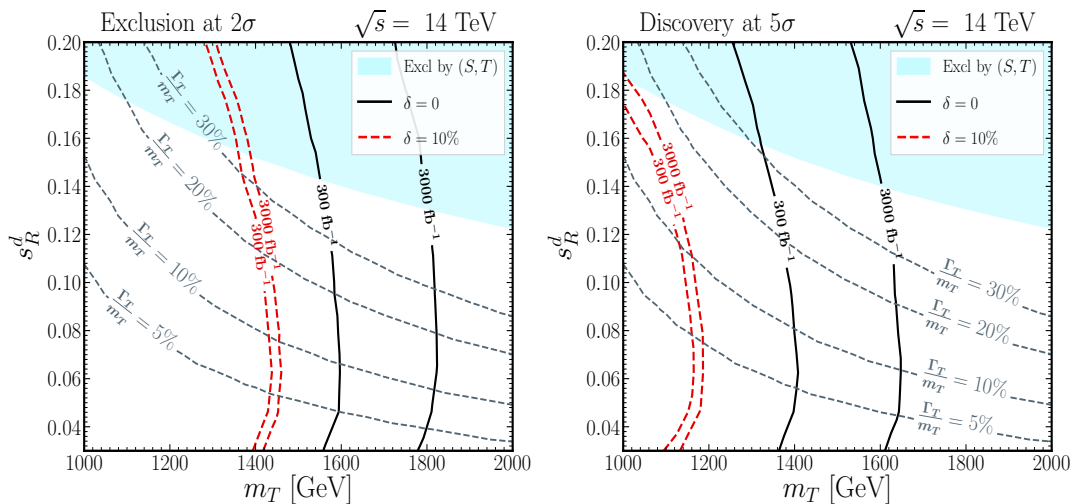 Exclusion at 2σ √s = 14 TeV
Excl by (S, T)
δ = 0
δ = 10%
Γ_T/m_T = 30%
Γ_T/m_T = 20%
Γ_T/m_T = 10%
Γ_T/m_T = 5%
3000 fb⁻¹
300 fb⁻¹
300 fb⁻¹
3000 fb⁻¹
0.20
0.18
0.16
0.14
0.12
0.10
0.08
0.06
0.04
s_R^d
1000 1200 1400 1600 1800 2000
m_T [GeV]
Discovery at 5σ √s = 14 TeV
Excl by (S, T)
δ = 0
δ = 10%
3000 fb⁻¹
300 fb⁻¹
300 fb⁻¹
3000 fb⁻¹
Γ_T/m_T = 30%
Γ_T/m_T = 20%
Γ_T/m_T = 10%
Γ_T/m_T = 5%
0.20
0.18
0.16
0.14
0.12
0.10
0.08
0.06
0.04
s_R^d
1000 1200 1400 1600 1800 2000
m_T [GeV]